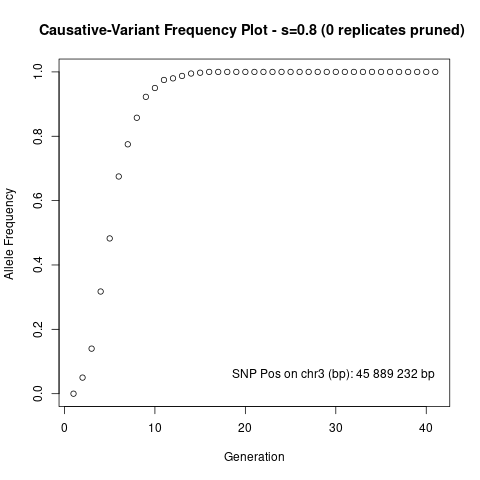 Causative-Variant Frequency Plot - s=0.8 (0 replicates pruned)
Allele Frequency
1.0
0.8
0.6
0.4
0.2
0.0
SNP Pos on chr3 (bp): 45 889 232 bp
0 10 20 30 40
Generation